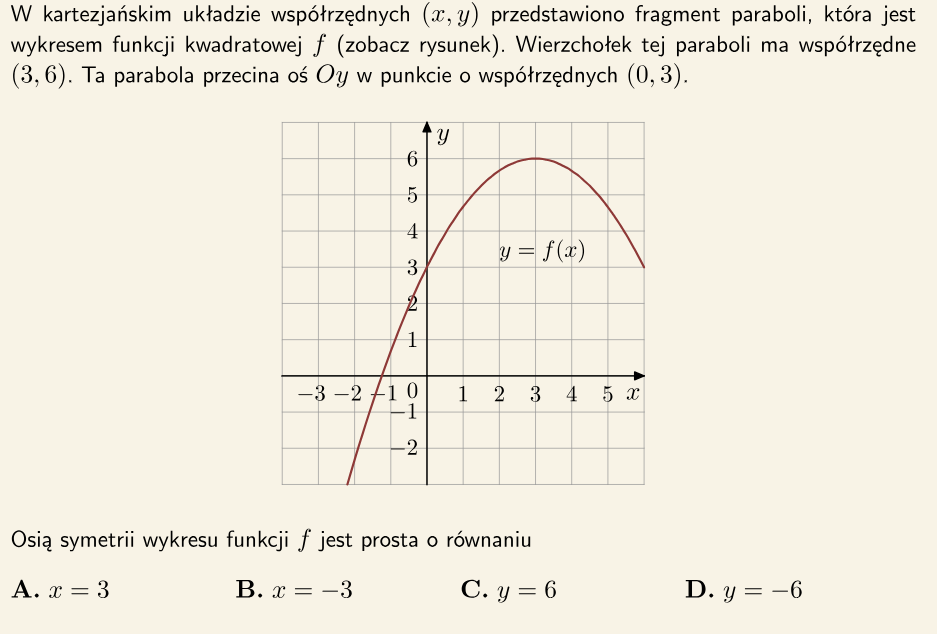 W kartezjańskim układzie współrzędnych (x, y) przedstawiono fragment paraboli, która jest
wykresem funkcji kwadratowej f (zobacz rysunek). Wierzchołek tej paraboli ma współrzędne
(3, 6). Ta parabola przecina oś Oy w punkcie o współrzędnych (0, 3).
y
6
5
4
y = f(x)
3
2
1
−3 −2 −1 0 1 2 3 4 5 x
−1
−2
Osią symetrii wykresu funkcji f jest prosta o równaniu
A. x = 3 B. x = −3 C. y = 6 D. y = −6